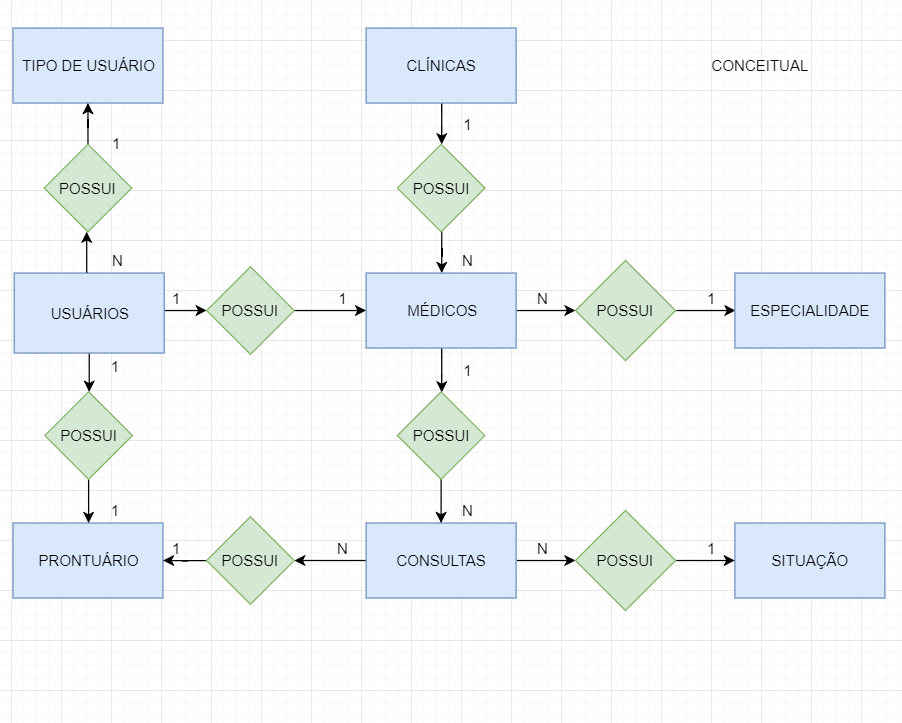 TIPO DE USUÁRIO
CLÍNICAS
CONCEITUAL
1
1
POSSUI
POSSUI
N
N
USUÁRIOS
1
POSSUI
1
MÉDICOS
N
POSSUI
1
ESPECIALIDADE
1
1
POSSUI
POSSUI
1
N
PRONTUÁRIO
1
POSSUI
N
CONSULTAS
N
POSSUI
1
SITUAÇÃO